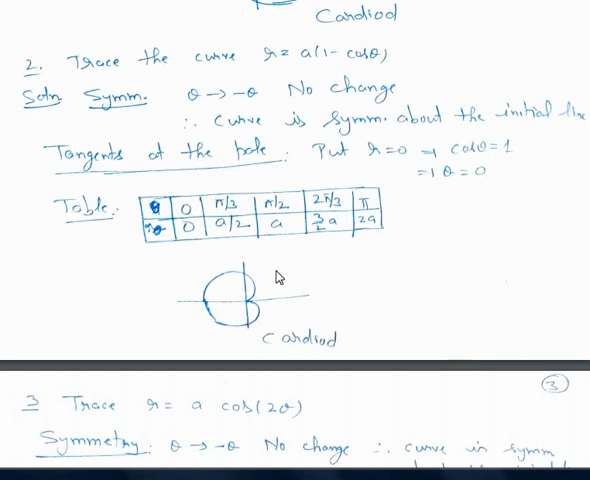 Cardiod
2. Trace the curve r = a(1 - cosθ)
Soln. Symm. θ → -θ No change
∴ curve is symm. about the initial line
Tangents at the pole: Put r=0 ⇒ cosθ=1
⇒ θ = 0
Table: θ 0 π/3 π/2 2π/3 π
r 0 a/2 a 3/2 a 2a
Cardiod
3
3 Trace r = a cos(2θ)
Symmetry: θ → -θ No change ∴ curve is symm